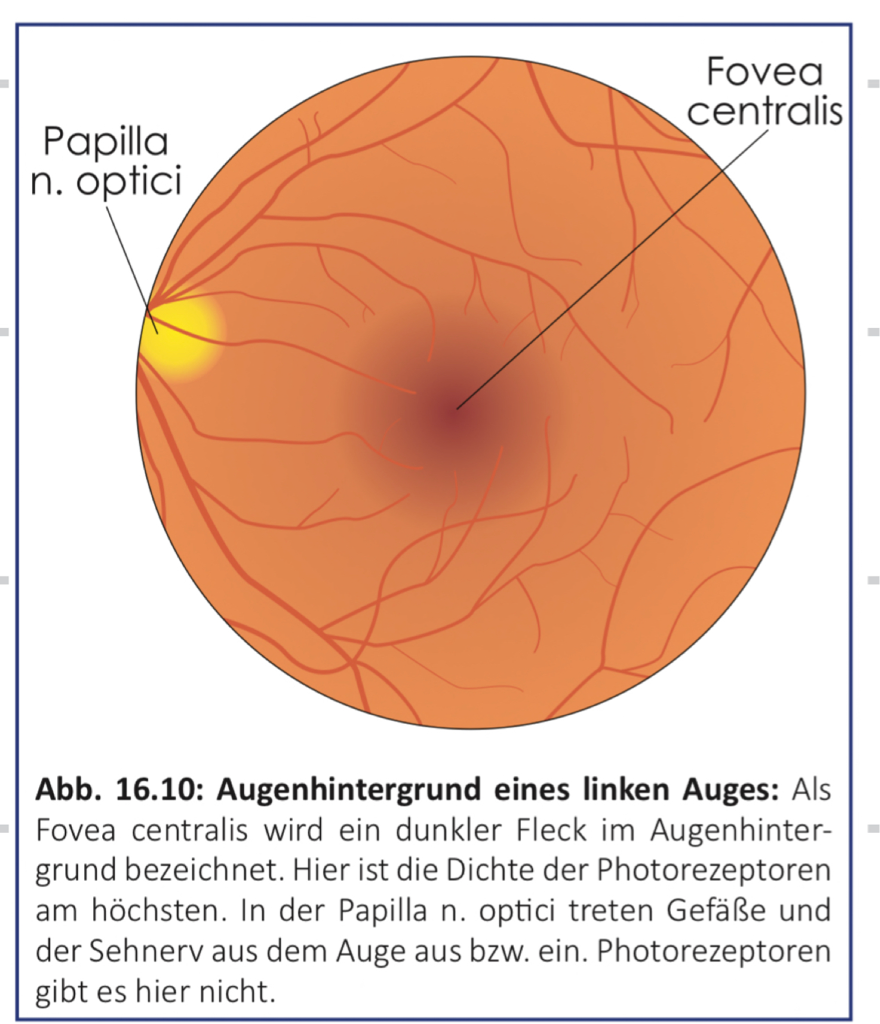 Fovea
centralis
Papilla
n. optici
Abb. 16.10: Augenhintergrund eines linken Auges: Als
Fovea centralis wird ein dunkler Fleck im Augenhinter-
grund bezeichnet. Hier ist die Dichte der Photorezeptoren
am höchsten. In der Papilla n. optici treten Gefäße und
der Sehnerv aus dem Auge aus bzw. ein. Photorezeptoren
gibt es hier nicht.